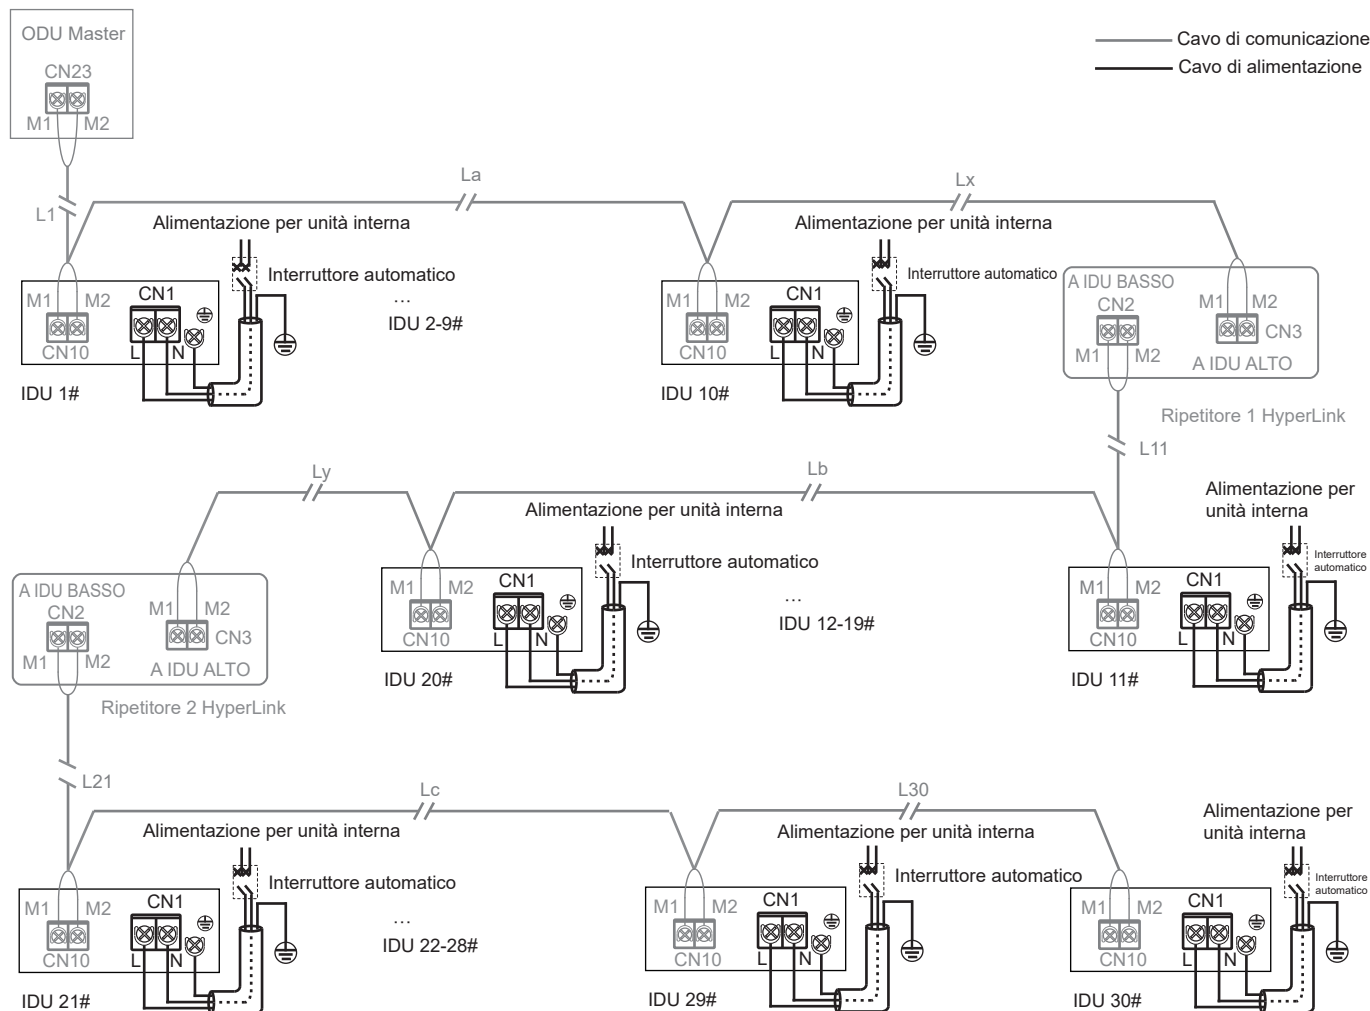 ODU Master
CN23
M1 M2
Cavo di comunicazione
Cavo di alimentazione
L1
La
Lx
Alimentazione per unità interna
Interruttore automatico
M1 M2
CN10
CN1
L N
IDU 1#
...
IDU 2-9#
Alimentazione per unità interna
Interruttore automatico
M1 M2
CN10
CN1
L N
IDU 10#
A IDU BASSO
CN2
M1 M2
M1 M2
CN3
A IDU ALTO
Ripetitore 1 HyperLink
L11
Ly
Lb
A IDU BASSO
CN2
M1 M2
M1 M2
CN3
A IDU ALTO
Ripetitore 2 HyperLink
Alimentazione per unità interna
Interruttore automatico
M1 M2
CN10
CN1
L N
IDU 20#
...
IDU 12-19#
Alimentazione per
unità interna
Interruttore
automatico
M1 M2
CN10
CN1
L N
IDU 11#
L21
Lc
L30
Alimentazione per unità interna
Interruttore automatico
M1 M2
CN10
CN1
L N
IDU 21#
...
IDU 22-28#
Alimentazione per unità interna
Interruttore automatico
M1 M2
CN10
CN1
L N
IDU 29#
Alimentazione per
unità interna
Interruttore
automatico
M1 M2
CN10
CN1
L N
IDU 30#